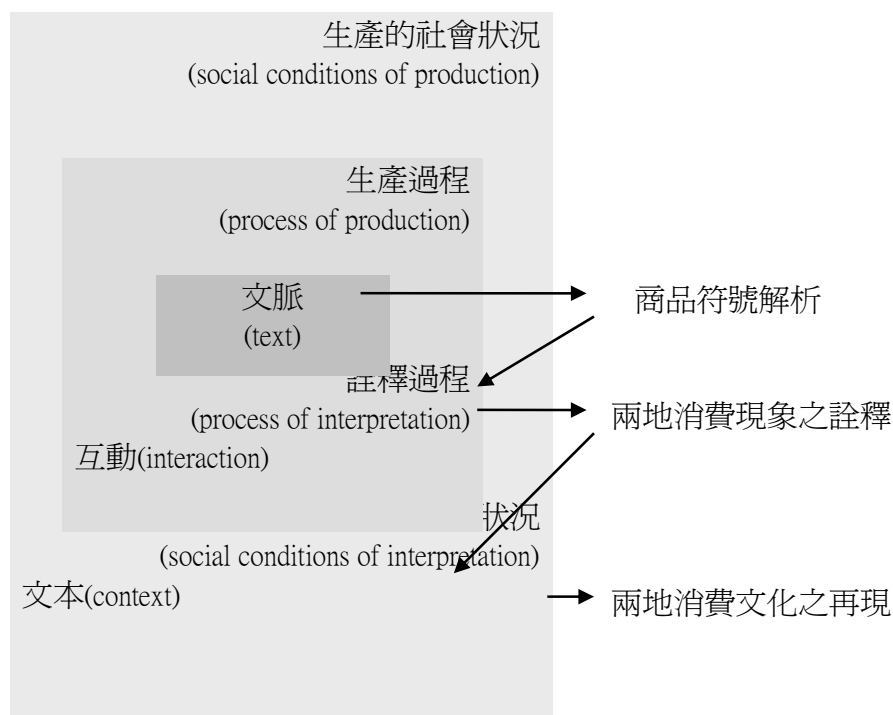 生產的社會狀況
(social conditions of production)
生產過程
(process of production)
文脈
(text)
商品符號解析
詮釋過程
(process of interpretation)
兩地消費現象之詮釋
互動(interaction)
狀況
(social conditions of interpretation)
文本(context)
兩地消費文化之再現